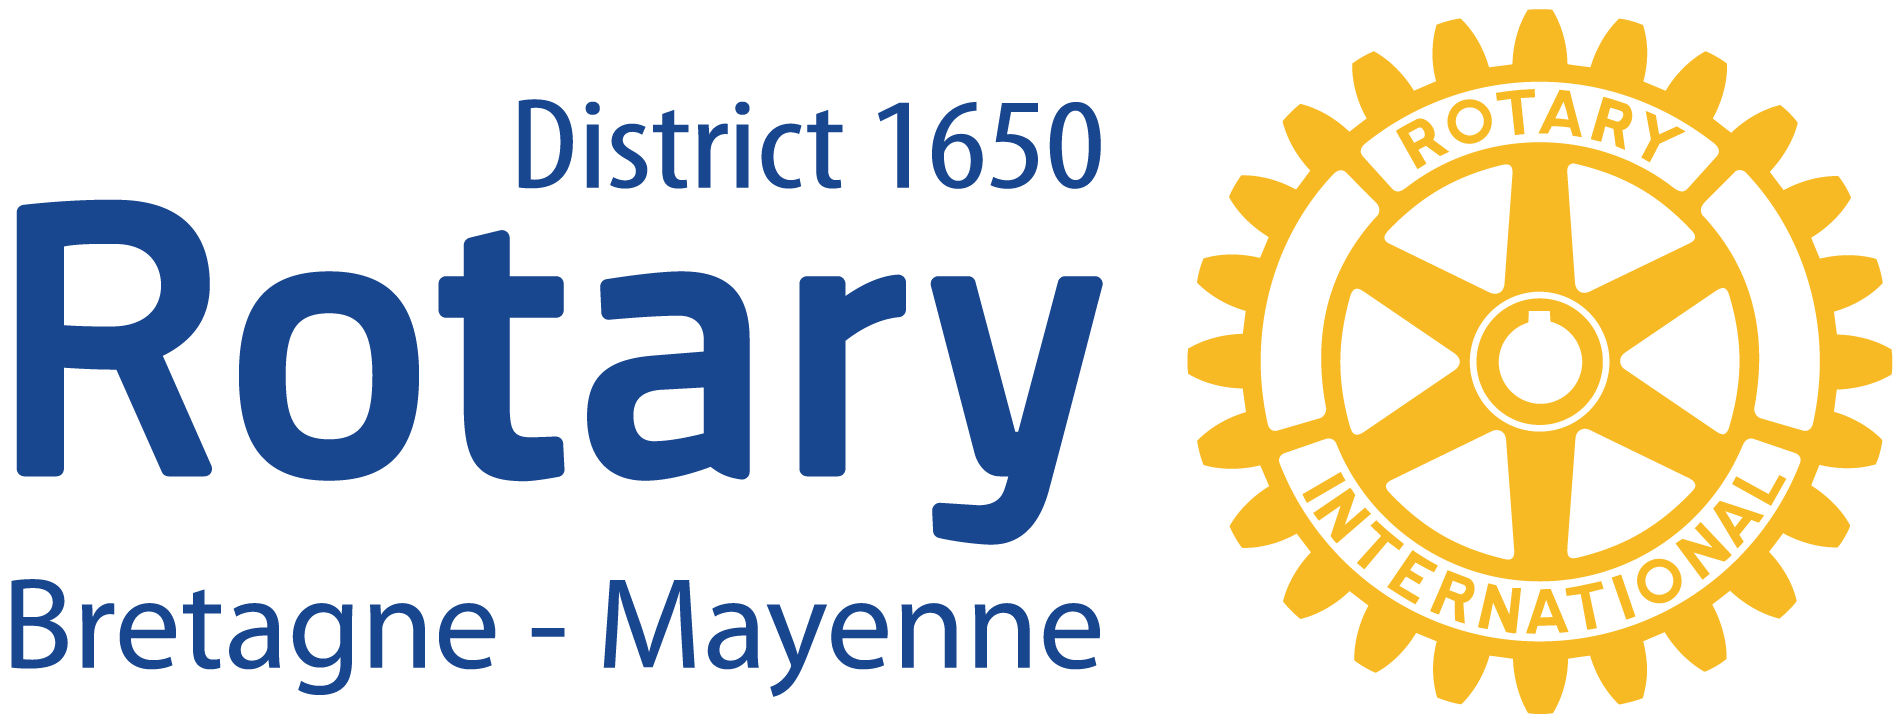 District 1650
Rotary
Bretagne - Mayenne
ROTARY
INTERNATIONAL